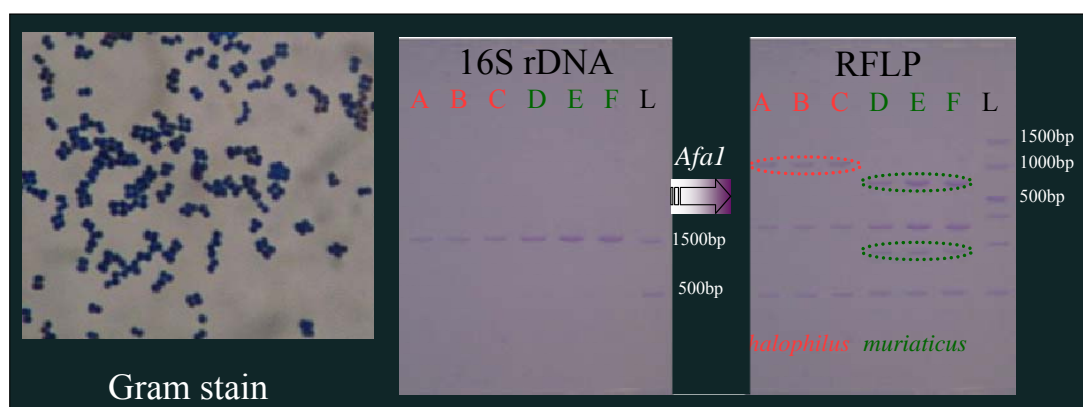 Gram stain
16S rDNA
A B C D E F L
1500bp
500bp
Afa1
RFLP
A B C D E F L
1500bp
1000bp
500bp
halophilus muriaticus